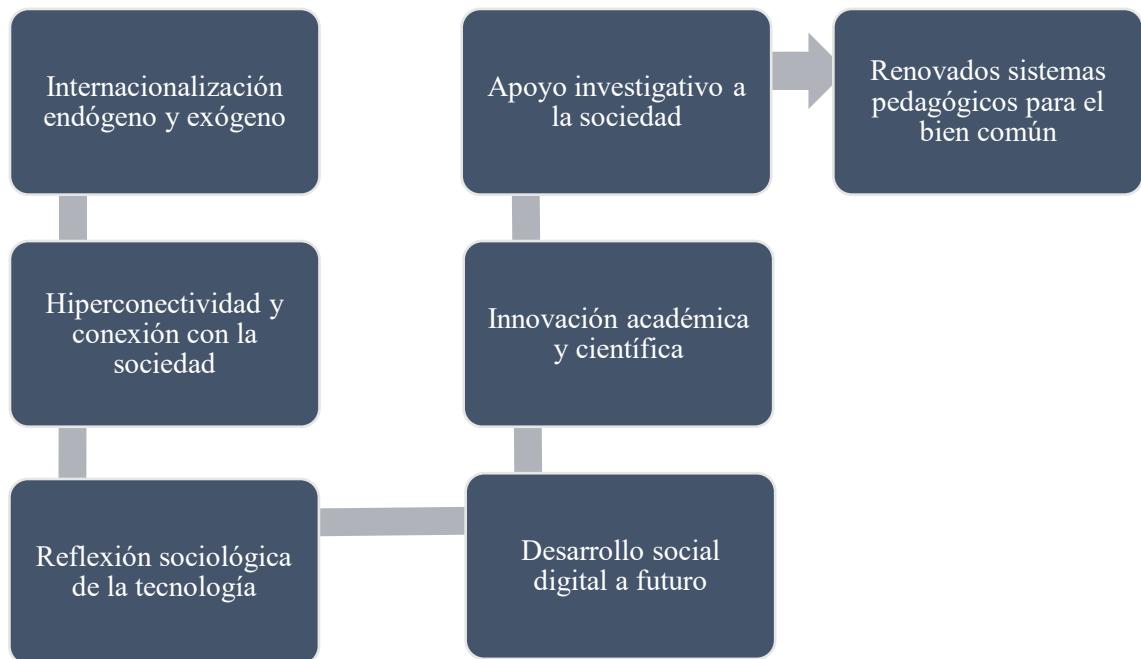 Internacionalización
endógeno y exógeno
Hiperconectividad y
conexión con la
sociedad
Reflexión sociológica
de la tecnología
Desarrollo social
digital a futuro
Innovación académica
y científica
Apoyo investigativo a
la sociedad
Renovados sistemas
pedagógicos para el
bien común